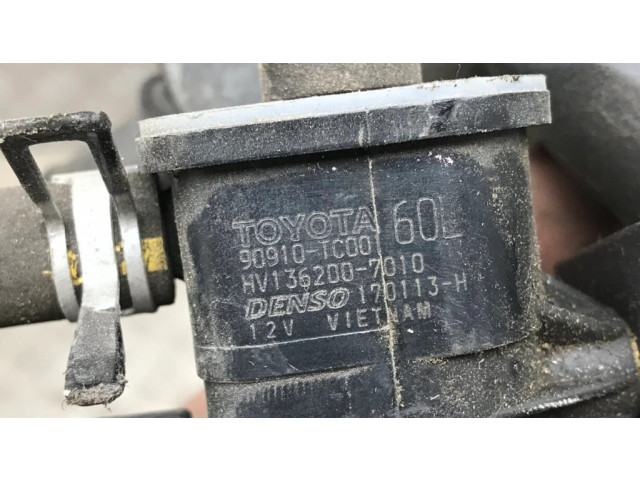 TOYOTA 60L
90910-TC001
HV136200-7010
DENSO 170113-H
12V VIETNAM